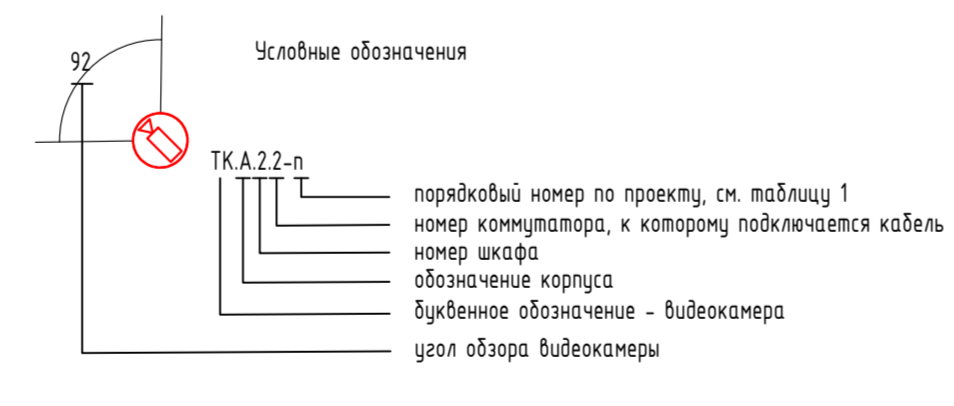 Условные обозначения
92
ТК.А.2.2-п
порядковый номер по проекту, см. таблицу 1
номер коммутатора, к которому подключается кабель
номер шкафа
обозначение корпуса
буквенное обозначение - видеокамера
угол обзора видеокамеры